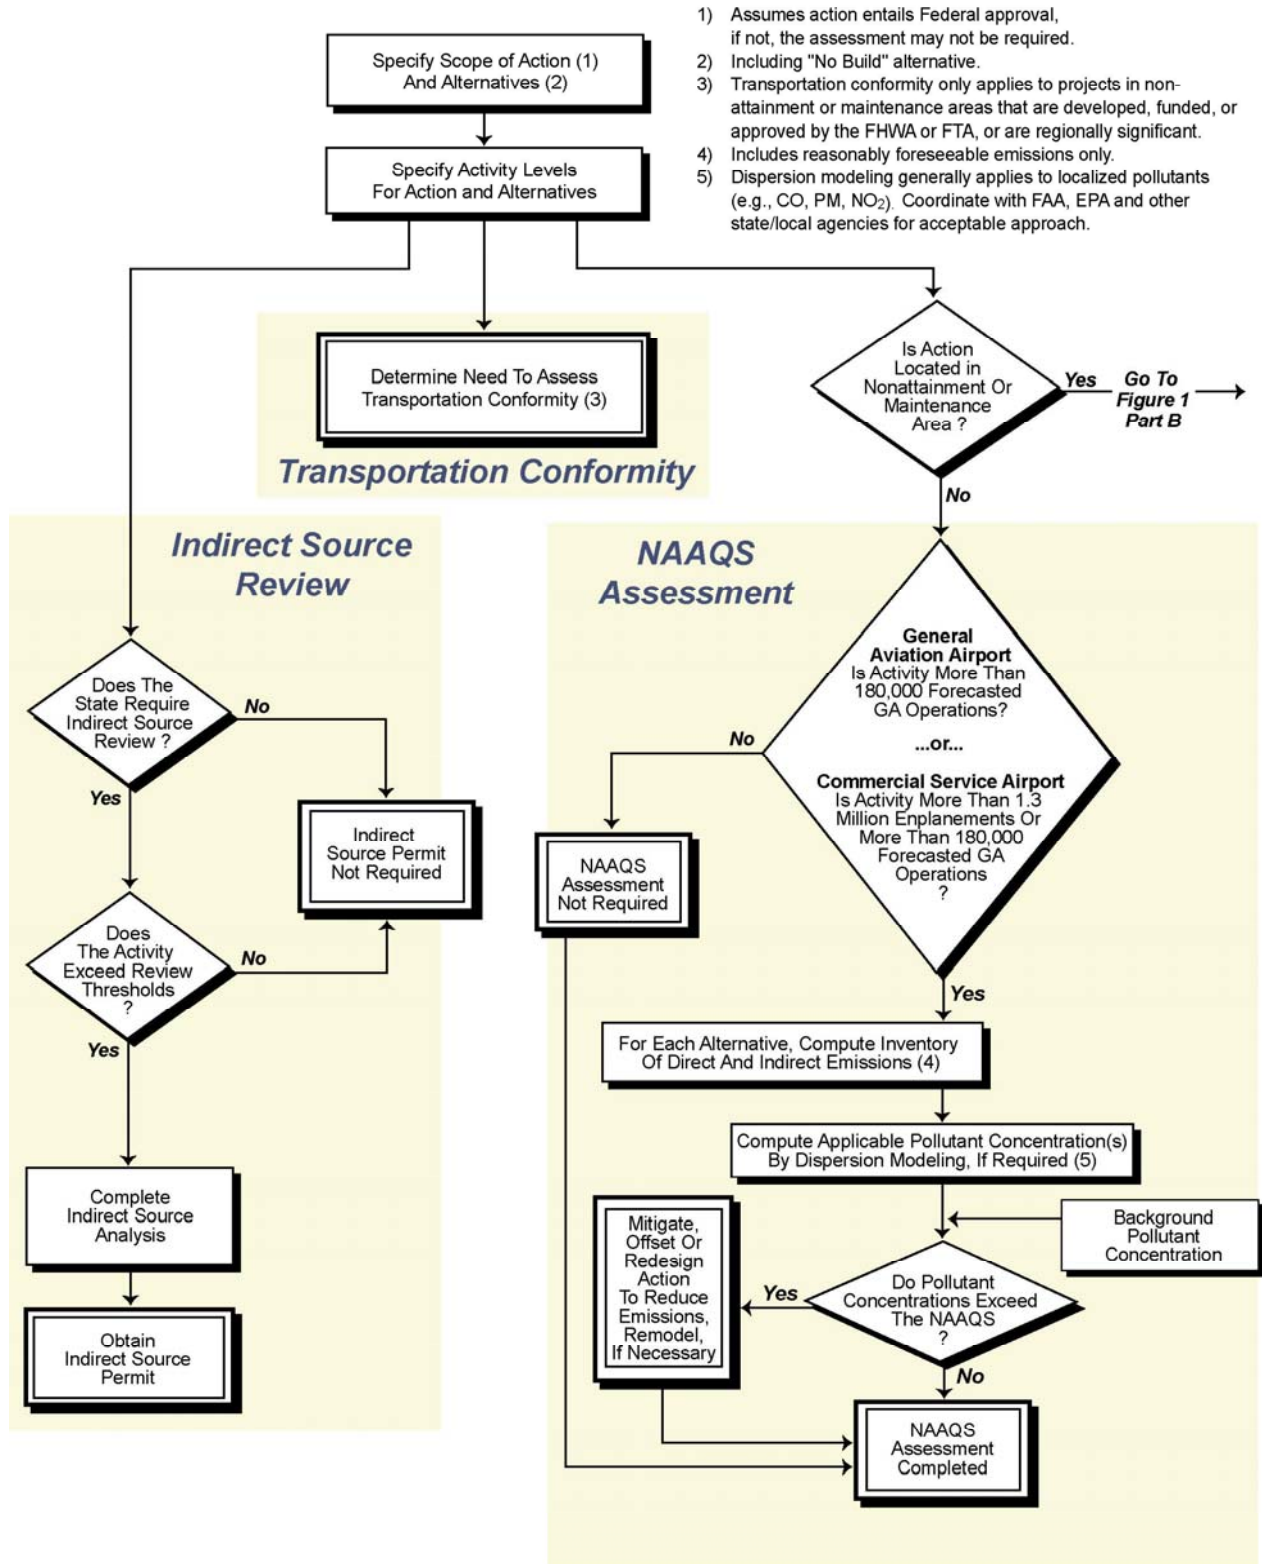 1) Assumes action entails Federal approval,
if not, the assessment may not be required.
2) Including "No Build" alternative.
3) Transportation conformity only applies to projects in non-
attainment or maintenance areas that are developed, funded, or
approved by the FHWA or FTA, or are regionally significant.
4) Includes reasonably foreseeable emissions only.
5) Dispersion modeling generally applies to localized pollutants
(e.g., CO, PM, NO₂). Coordinate with FAA, EPA and other
state/local agencies for acceptable approach.
Specify Scope of Action (1)
And Alternatives (2)
Specify Activity Levels
For Action and Alternatives
Determine Need To Assess
Transportation Conformity (3)
Transportation Conformity
Is Action
Located in
Nonattainment Or
Maintenance
Area ?
Yes
Go To
Figure 1
Part B
No
Indirect Source
Review
Does The
State Require
Indirect Source
Review ?
No
Yes
Indirect
Source Permit
Not Required
Does
The Activity
Exceed Review
Thresholds
?
No
Yes
Complete
Indirect Source
Analysis
Obtain
Indirect Source
Permit
NAAQS
Assessment
General
Aviation Airport
Is Activity More Than
180,000 Forecasted
GA Operations?
...or...
Commercial Service Airport
Is Activity More Than 1.3
Million Enplanements Or
More Than 180,000
Forecasted GA
Operations
?
No
NAAQS
Assessment
Not Required
Yes
For Each Alternative, Compute Inventory
Of Direct And Indirect Emissions (4)
Compute Applicable Pollutant Concentration(s)
By Dispersion Modeling, If Required (5)
Background
Pollutant
Concentration
Do Pollutant
Concentrations Exceed
The NAAQS
?
Yes
Mitigate,
Offset Or
Redesign
Action
To Reduce
Emissions,
Remodel,
If Necessary
No
NAAQS
Assessment
Completed